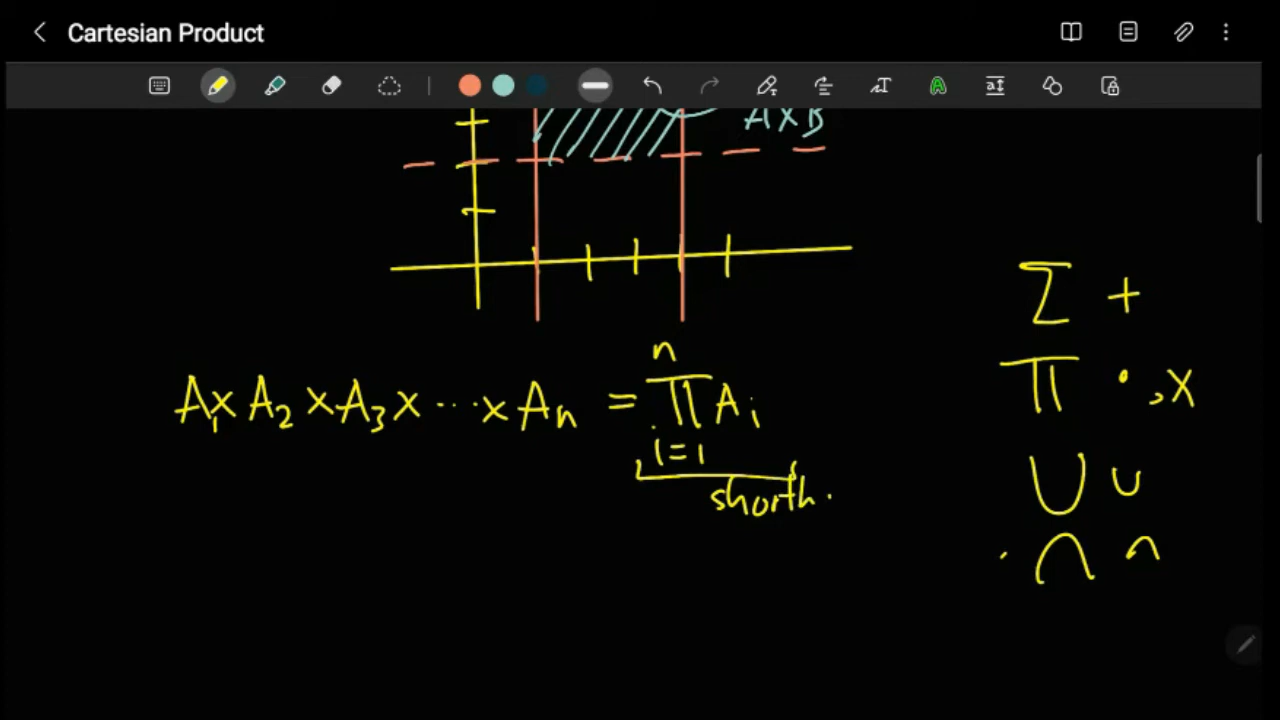 Cartesian Product
A×B
Σ +
A₁×A₂×A₃×⋯×Aₙ = ∏ⁿᵢ₌₁ Aᵢ
∏ ·,×
shorth.
∪ ∪
∩ ∩